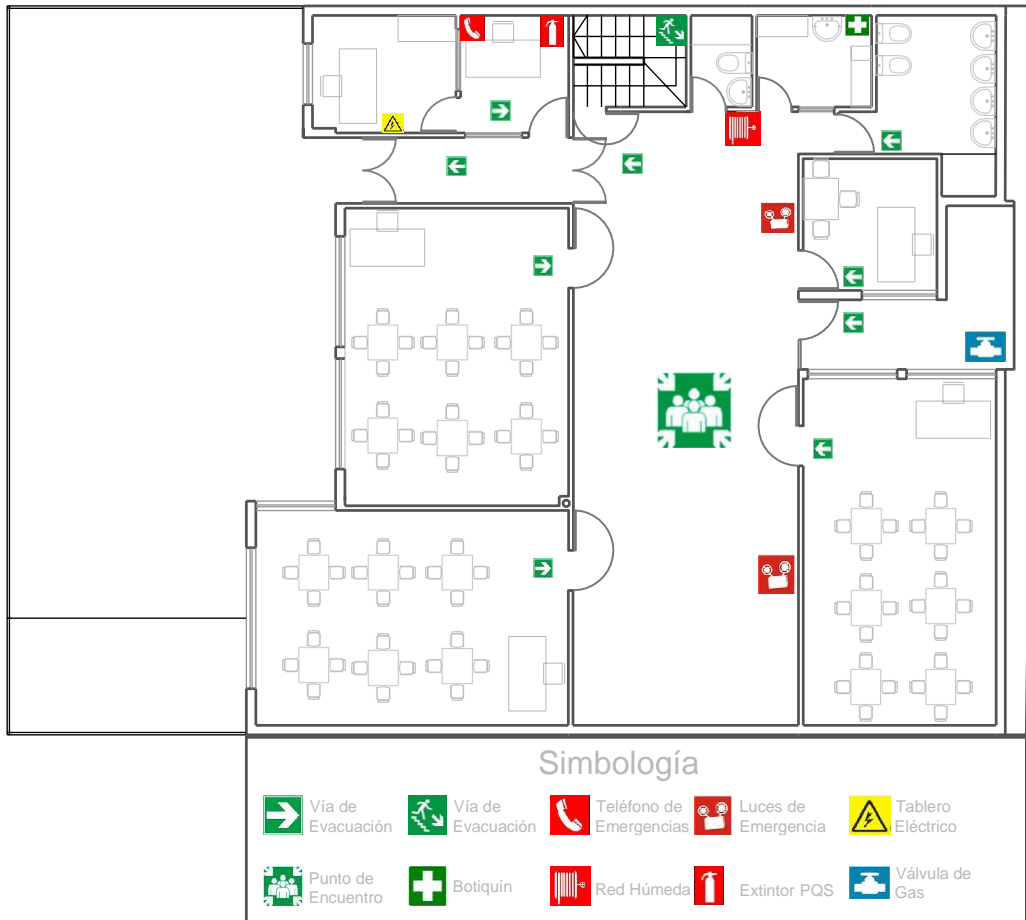 Simbología
Vía de
Evacuación
Vía de
Evacuación
Teléfono de
Emergencias
Luces de
Emergencia
Tablero
Eléctrico
Punto de
Encuentro
Botiquín
Red Húmeda
Extintor PQS
Válvula de
Gas